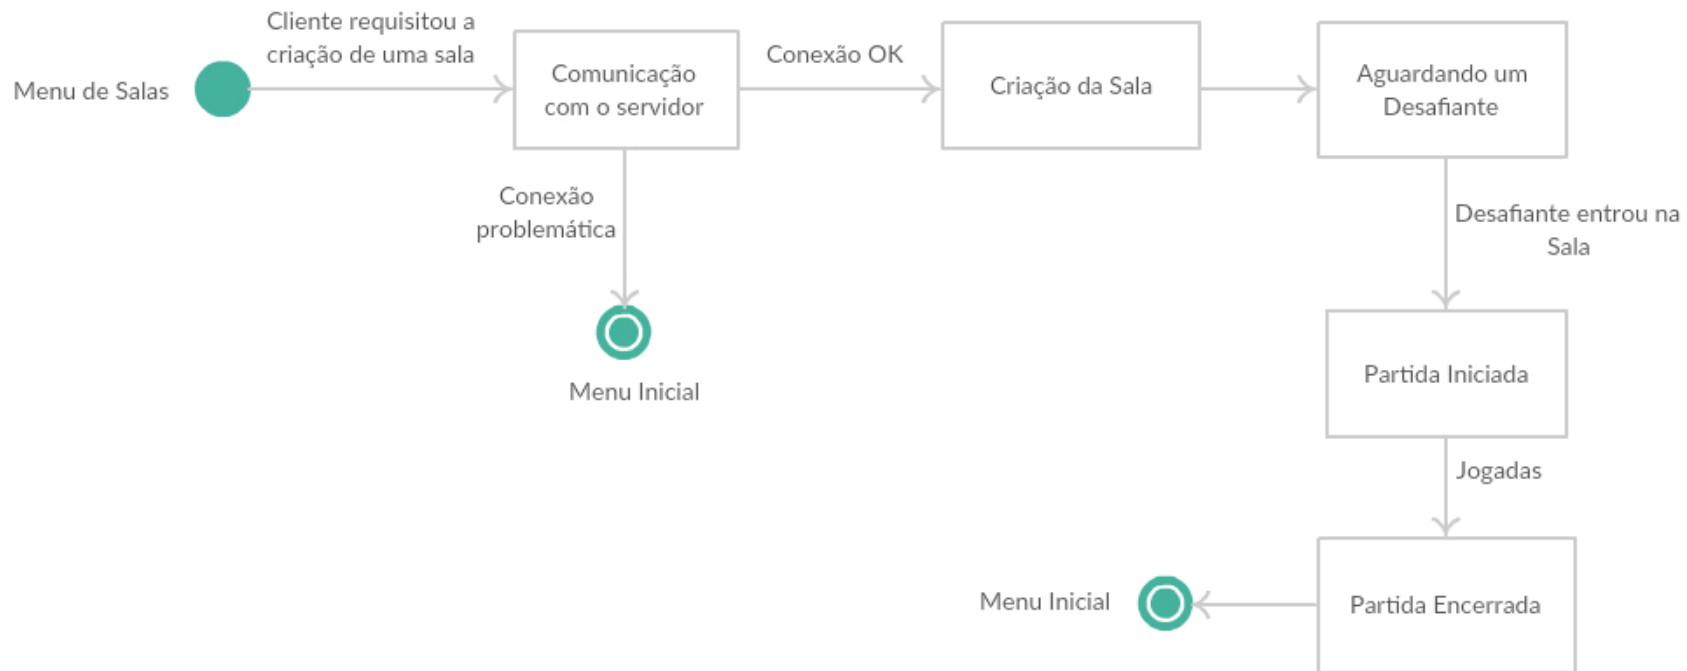 Cliente requisitou a
criação de uma sala
Menu de Salas
Comunicação
com o servidor
Conexão OK
Criação da Sala
Aguardando um
Desafiante
Conexão
problemática
Menu Inicial
Desafiante entrou na
Sala
Partida Iniciada
Jogadas
Partida Encerrada
Menu Inicial